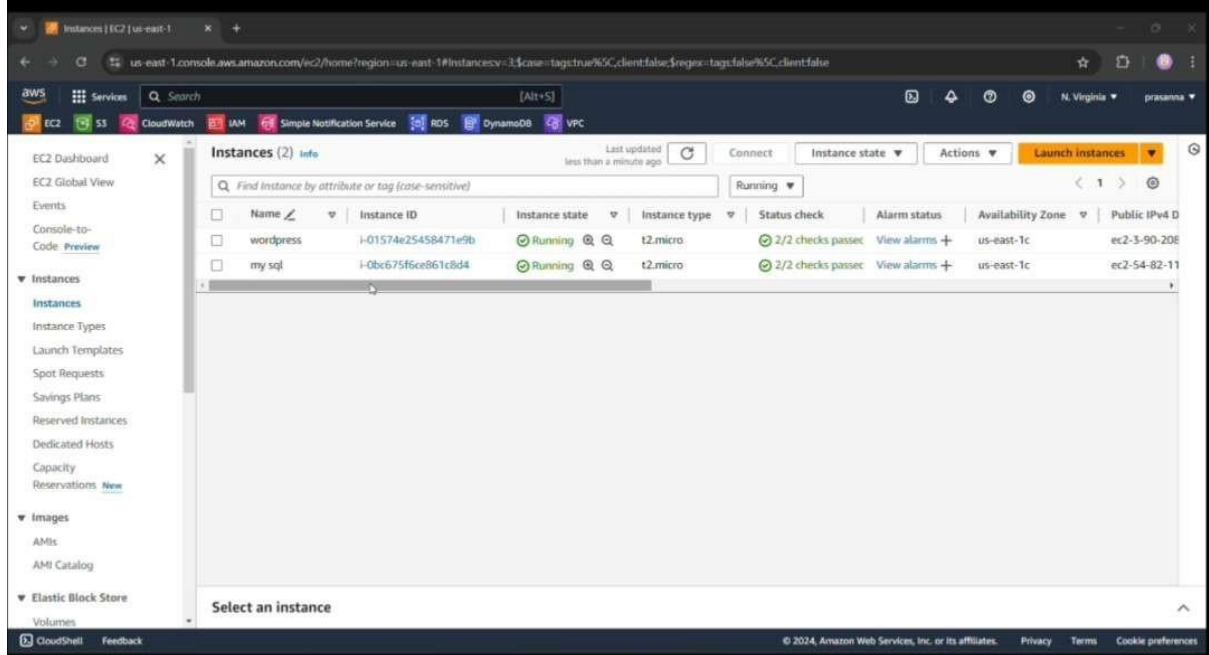 Instances | EC2 | us-east-1
us-east-1.console.aws.amazon.com/ec2/home?region=us-east-1#Instances:v=3;$case=tags:true%5C,client:false;$regex=tags:false%5C,client:false
aws Services Search [Alt+S] N. Virginia prasanna
EC2 S3 CloudWatch IAM Simple Notification Service RDS DynamoDB VPC
EC2 Dashboard
EC2 Global View
Events
Console-to-
Code Preview
Instances
Instances
Instance Types
Launch Templates
Spot Requests
Savings Plans
Reserved Instances
Dedicated Hosts
Capacity
Reservations New
Images
AMIs
AMI Catalog
Elastic Block Store
Volumes
Instances (2) Info
Last updated
less than a minute ago
Connect Instance state Actions Launch instances
Find Instance by attribute or tag (case-sensitive) Running 1
Name Instance ID Instance state Instance type Status check Alarm status Availability Zone Public IPv4 D
wordpress i-01574e25458471e9b Running t2.micro 2/2 checks passec View alarms + us-east-1c ec2-3-90-208
my sql i-0bc675f6ce861c8d4 Running t2.micro 2/2 checks passec View alarms + us-east-1c ec2-54-82-11
Select an instance
CloudShell Feedback © 2024, Amazon Web Services, Inc. or its affiliates. Privacy Terms Cookie preferences